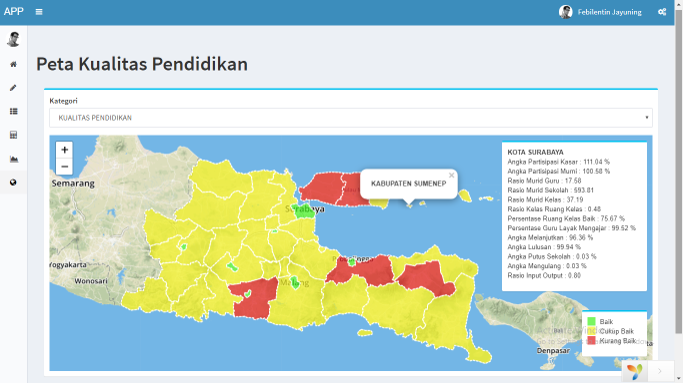 APP
Febilentin Jayuning
Peta Kualitas Pendidikan
Kategori
KUALITAS PENDIDIKAN
+
−
Semarang
Surabaya
Malang
Wonosari
Denpasar
KABUPATEN SUMENEP
×
KOTA SURABAYA
Angka Partisipasi Kasar : 111.04 %
Angka Partisipasi Murni : 100.58 %
Rasio Murid Guru : 17.58
Rasio Murid Sekolah : 593.81
Rasio Murid Kelas : 37.19
Rasio Kelas Ruang Kelas : 0.48
Persentase Ruang Kelas Baik : 75.67 %
Persentase Guru Layak Mengajar : 99.52 %
Angka Melanjutkan : 96.36 %
Angka Lulusan : 99.94 %
Angka Putus Sekolah : 0.03 %
Angka Mengulang : 0.03 %
Rasio Input Output : 0.80
Baik
Cukup Baik
Kurang Baik